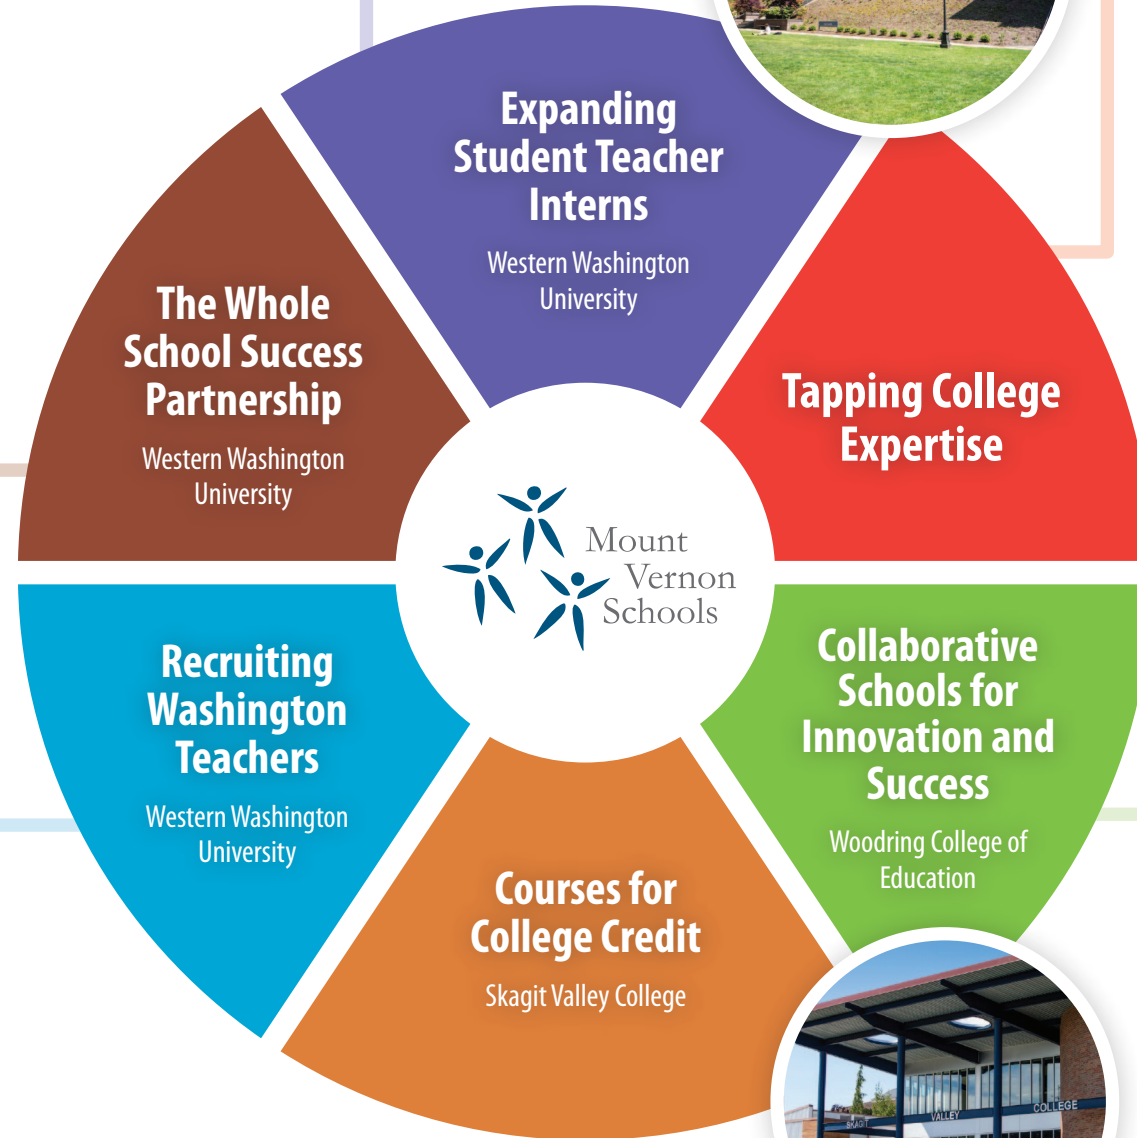 Expanding
Student Teacher
Interns
Western Washington
University
Tapping College
Expertise
The Whole
School Success
Partnership
Western Washington
University
Mount
Vernon
Schools
Recruiting
Washington
Teachers
Western Washington
University
Collaborative
Schools for
Innovation and
Success
Woodring College of
Education
Courses for
College Credit
Skagit Valley College
SKAGIT
VALLEY
COLLEGE